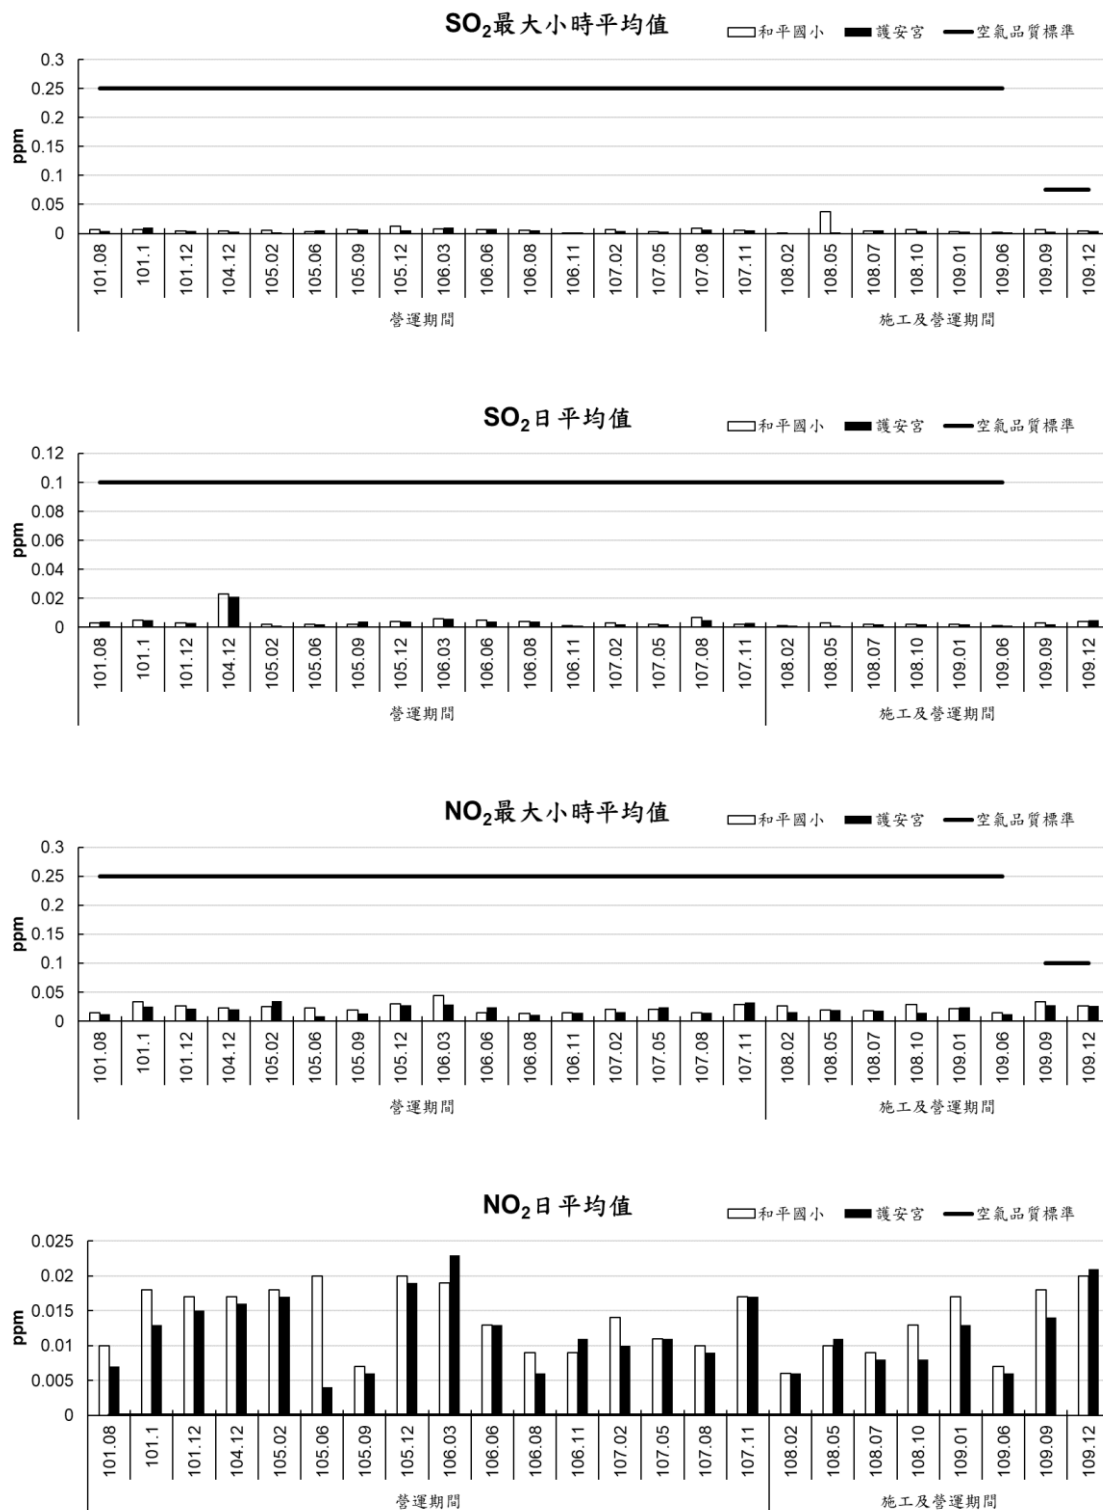 SO₂最大小時平均值
和平國小 護安宮 空氣品質標準
0.3
0.25
0.2
0.15
0.1
0.05
0
ppm
101.08 101.1 101.12 104.12 105.02 105.06 105.09 105.12 106.03 106.06 106.08 106.11 107.02 107.05 107.08 107.11 108.02 108.05 108.07 108.10 109.01 109.06 109.09 109.12
營運期間 施工及營運期間
SO₂日平均值
和平國小 護安宮 空氣品質標準
0.12
0.1
0.08
0.06
0.04
0.02
0
ppm
101.08 101.1 101.12 104.12 105.02 105.06 105.09 105.12 106.03 106.06 106.08 106.11 107.02 107.05 107.08 107.11 108.02 108.05 108.07 108.10 109.01 109.06 109.09 109.12
營運期間 施工及營運期間
NO₂最大小時平均值
和平國小 護安宮 空氣品質標準
0.3
0.25
0.2
0.15
0.1
0.05
0
ppm
101.08 101.1 101.12 104.12 105.02 105.06 105.09 105.12 106.03 106.06 106.08 106.11 107.02 107.05 107.08 107.11 108.02 108.05 108.07 108.10 109.01 109.06 109.09 109.12
營運期間 施工及營運期間
NO₂日平均值
和平國小 護安宮 空氣品質標準
0.025
0.02
0.015
0.01
0.005
0
ppm
101.08 101.1 101.12 104.12 105.02 105.06 105.09 105.12 106.03 106.06 106.08 106.11 107.02 107.05 107.08 107.11 108.02 108.05 108.07 108.10 109.01 109.06 109.09 109.12
營運期間 施工及營運期間